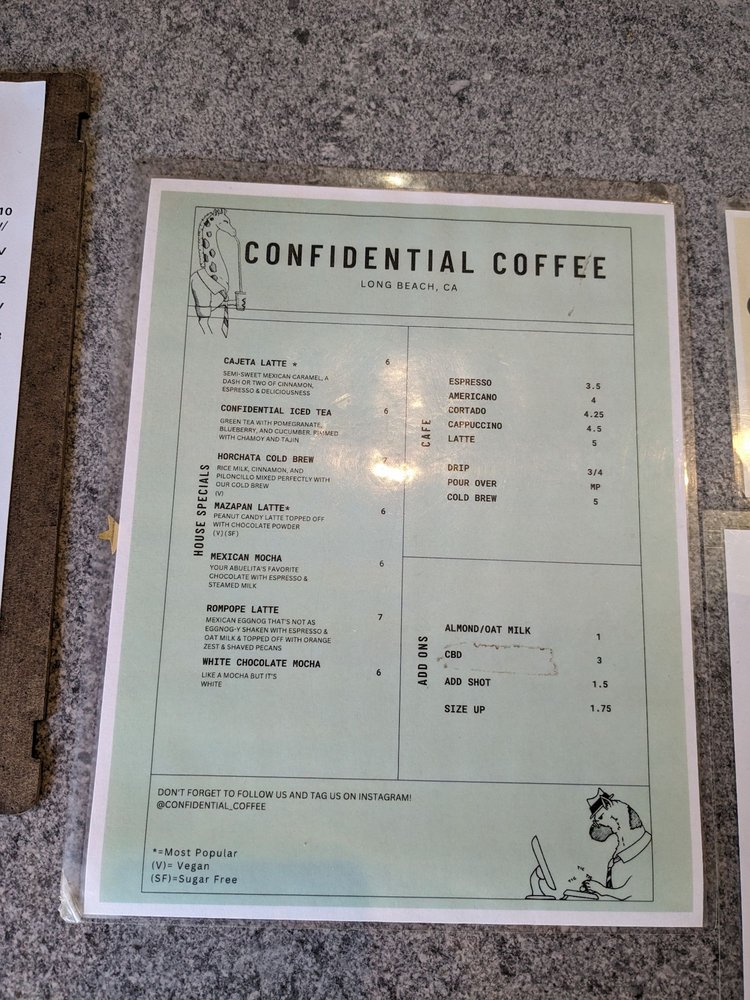 10
V
2
CONFIDENTIAL COFFEE
LONG BEACH, CA
HOUSE SPECIALS
CAJETA LATTE * 6
SEMI-SWEET MEXICAN CARAMEL, A
DASH OR TWO OF CINNAMON,
ESPRESSO & DELICIOUSNESS
CONFIDENTIAL ICED TEA 6
GREEN TEA WITH POMEGRANATE,
BLUEBERRY, AND CUCUMBER. RIMMED
WITH CHAMOY AND TAJIN
HORCHATA COLD BREW 7
RICE MILK, CINNAMON, AND
PILONCILLO MIXED PERFECTLY WITH
OUR COLD BREW
(V)
MAZAPAN LATTE* 6
PEANUT CANDY LATTE TOPPED OFF
WITH CHOCOLATE POWDER
(V)(SF)
MEXICAN MOCHA 6
YOUR ABUELITA'S FAVORITE
CHOCOLATE WITH ESPRESSO &
STEAMED MILK
ROMPOPE LATTE 7
MEXICAN EGGNOG THAT'S NOT AS
EGGNOG-Y SHAKEN WITH ESPRESSO &
OAT MILK & TOPPED OFF WITH ORANGE
ZEST & SHAVED PECANS
WHITE CHOCOLATE MOCHA 6
LIKE A MOCHA BUT IT'S
WHITE
CAFE
ESPRESSO 3.5
AMERICANO 4
CORTADO 4.25
CAPPUCCINO 4.5
LATTE 5
DRIP 3/4
POUR OVER MP
COLD BREW 5
ADD ONS
ALMOND/OAT MILK 1
CBD 3
ADD SHOT 1.5
SIZE UP 1.75
DON'T FORGET TO FOLLOW US AND TAG US ON INSTAGRAM!
@CONFIDENTIAL_COFFEE
*=Most Popular
(V)= Vegan
(SF)=Sugar Free